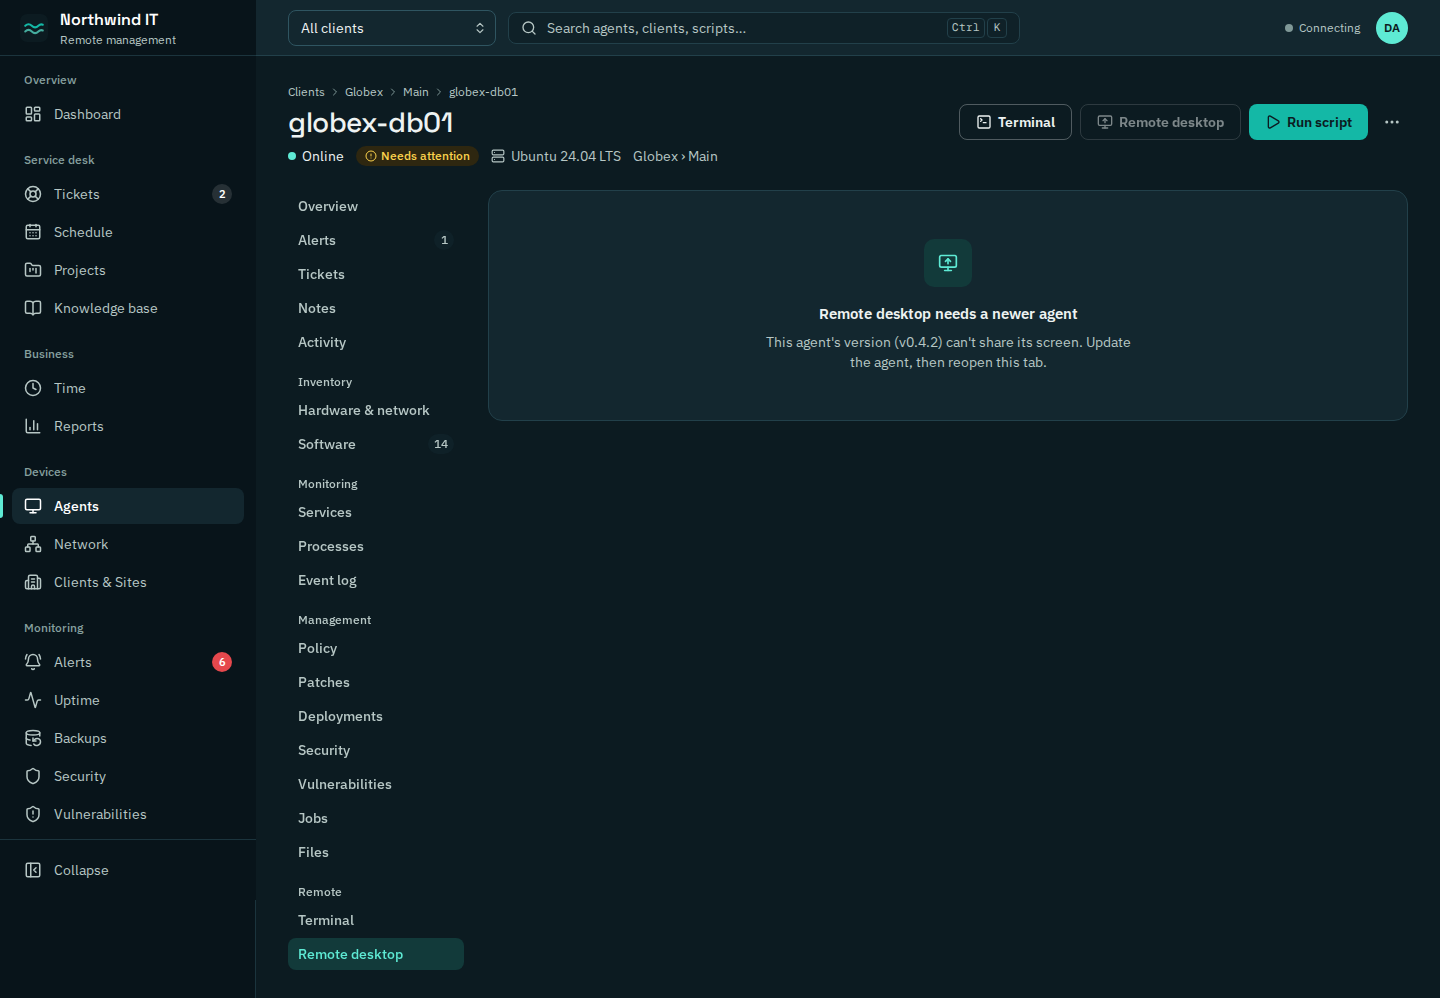 Northwind IT
Remote management
All clients
Search agents, clients, scripts...
Ctrl K
Connecting
DA
Overview
Dashboard
Service desk
Tickets 2
Schedule
Projects
Knowledge base
Business
Time
Reports
Devices
Agents
Network
Clients & Sites
Monitoring
Alerts 6
Uptime
Backups
Security
Vulnerabilities
Collapse
Clients > Globex > Main > globex-db01
globex-db01
Online
Needs attention
Ubuntu 24.04 LTS
Globex › Main
Terminal
Remote desktop
Run script
Overview
Alerts 1
Tickets
Notes
Activity
Inventory
Hardware & network
Software 14
Monitoring
Services
Processes
Event log
Management
Policy
Patches
Deployments
Security
Vulnerabilities
Jobs
Files
Remote
Terminal
Remote desktop
Remote desktop needs a newer agent
This agent's version (v0.4.2) can't share its screen. Update
the agent, then reopen this tab.